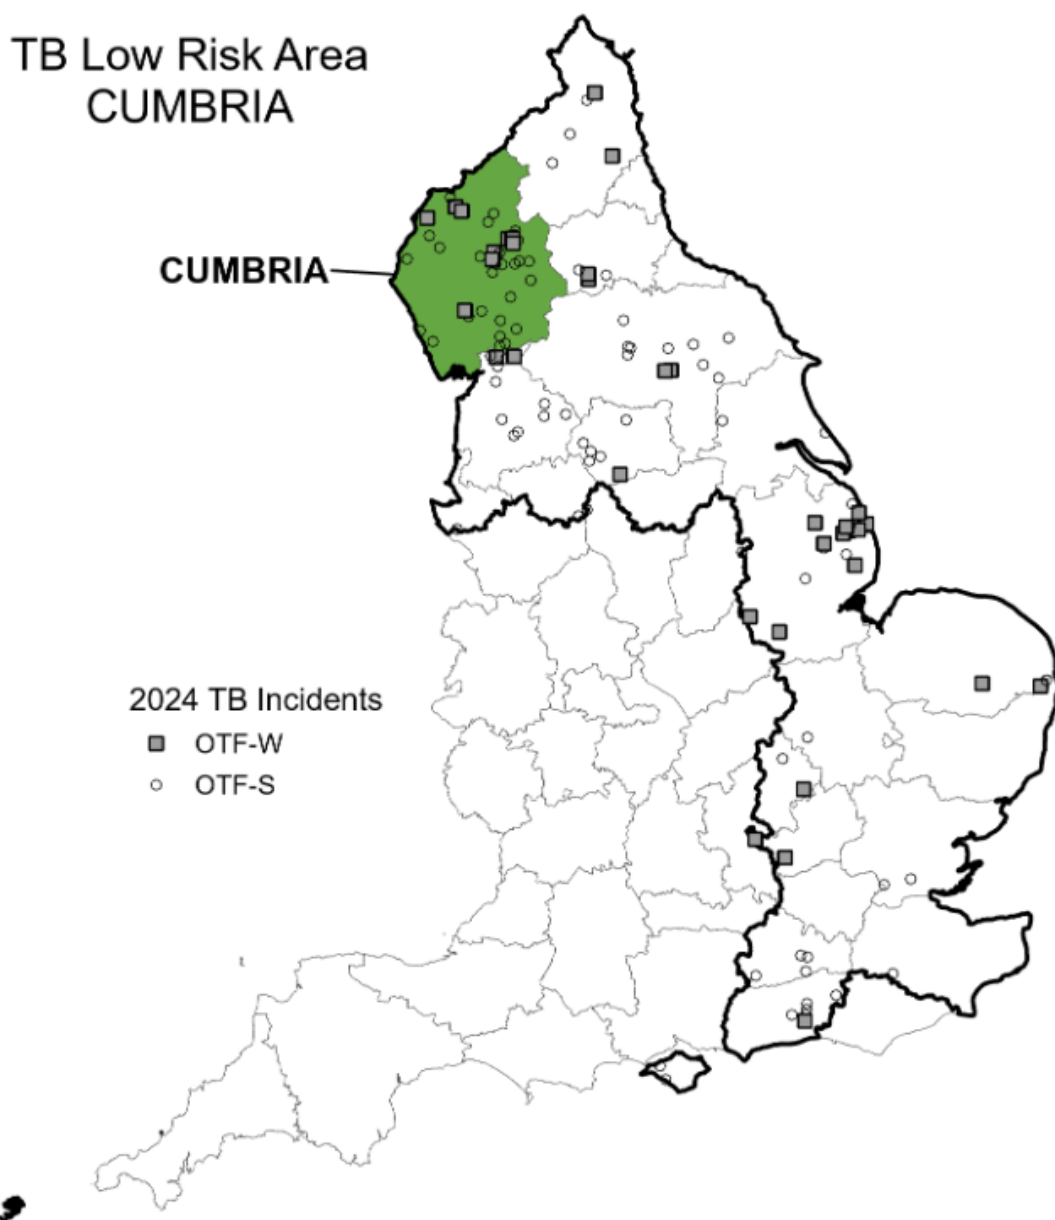 TB Low Risk Area
CUMBRIA
CUMBRIA
2024 TB Incidents
OTF-W
OTF-S